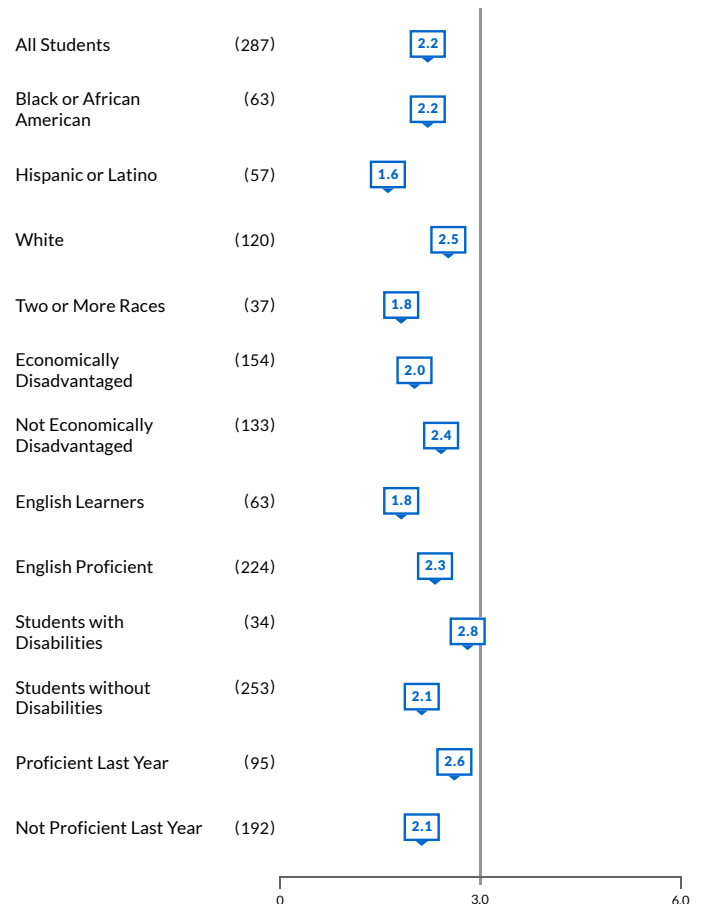 All Students (287) 2.2
Black or African (63)
American 2.2
Hispanic or Latino (57) 1.6
White (120) 2.5
Two or More Races (37) 1.8
Economically (154)
Disadvantaged 2.0
Not Economically (133)
Disadvantaged 2.4
English Learners (63) 1.8
English Proficient (224) 2.3
Students with (34)
Disabilities 2.8
Students without (253)
Disabilities 2.1
Proficient Last Year (95) 2.6
Not Proficient Last Year (192) 2.1
0 3.0 6.0